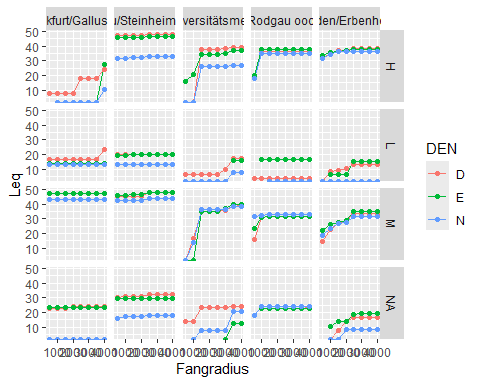 kfurt/Gallus
/Steinheim
versitätsme
Rodgau ooc
den/Erbenhe
50
40
30
20
10
H
50
40
30
20
10
L
50
40
30
20
10
M
50
40
30
20
10
NA
Leq
Fangradius
DEN
D
E
N